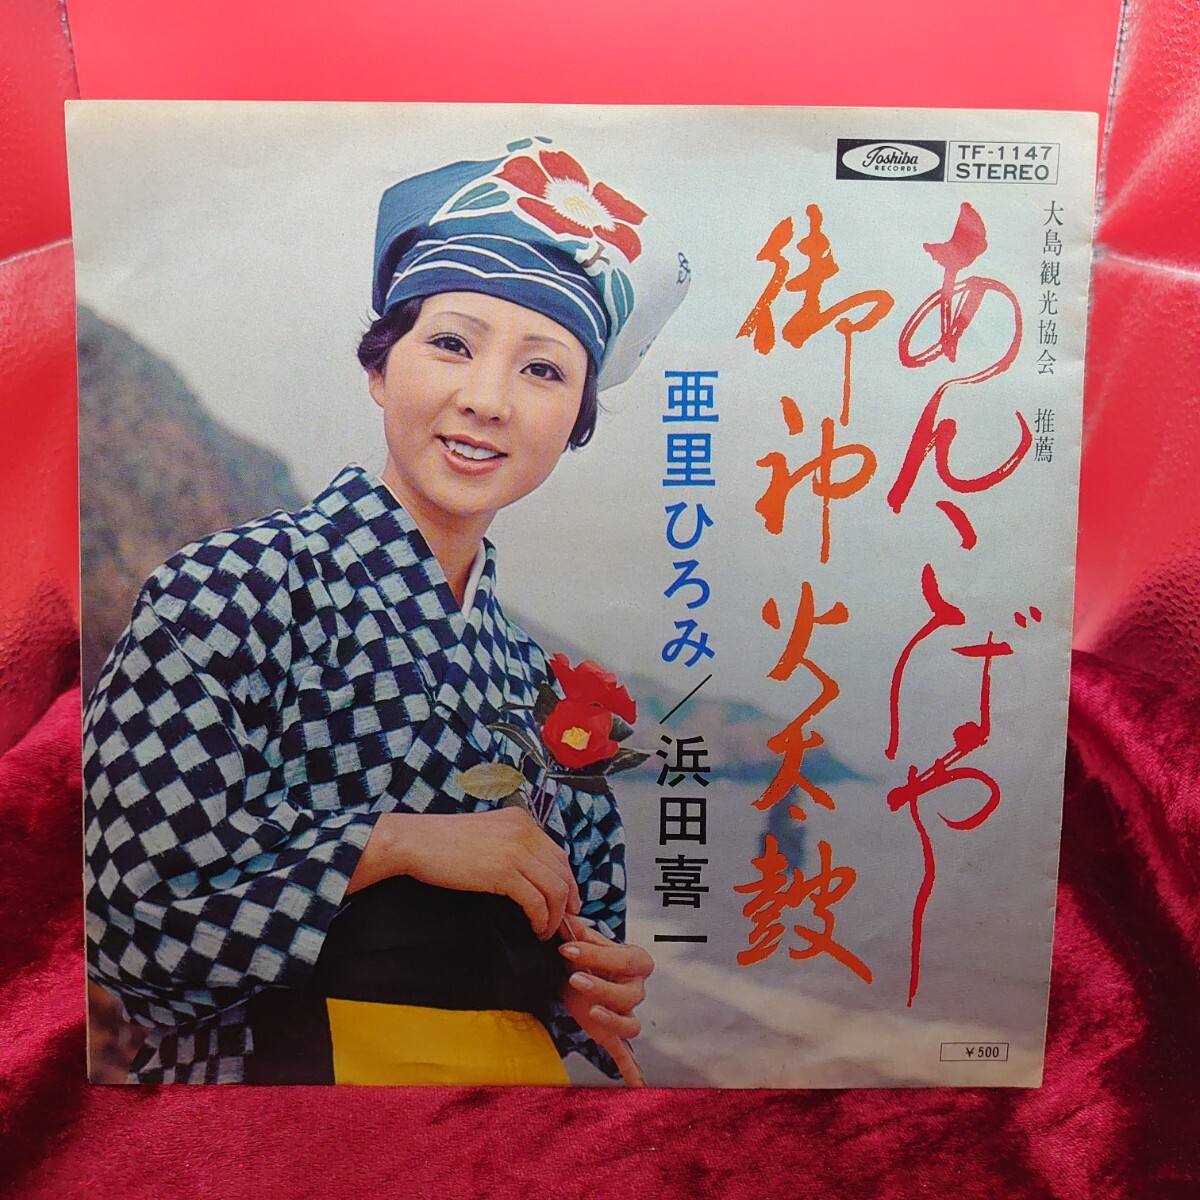 Toshiba
RECORDS
TF-1147
STEREO
大島観光協会 推薦
あんこばやし
御神火太鼓
亜里ひろみ/浜田喜一
￥500